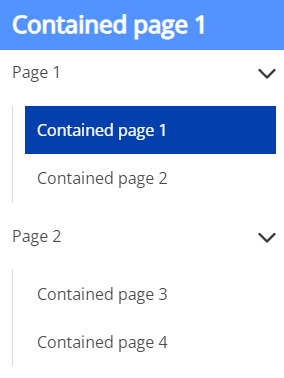 Contained page 1
Page 1
Contained page 1
Contained page 2
Page 2
Contained page 3
Contained page 4